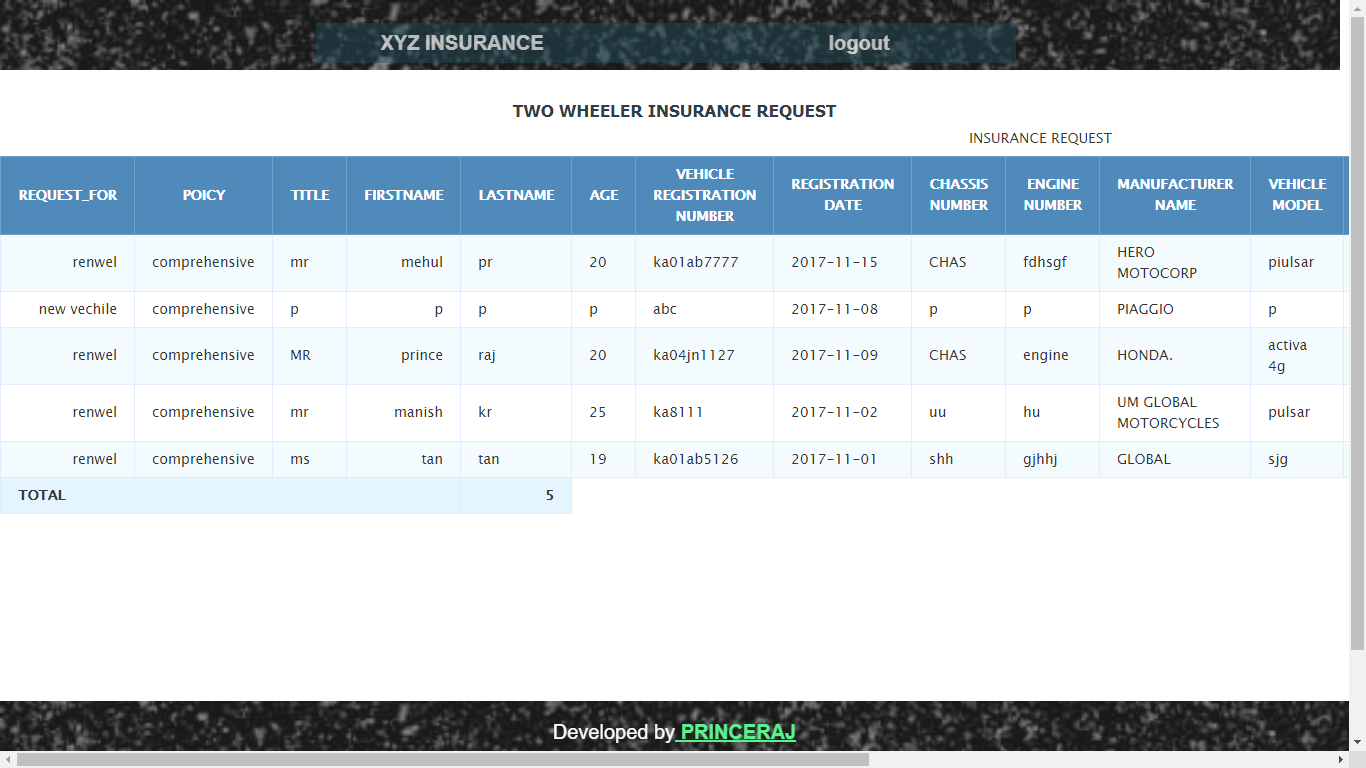 XYZ INSURANCE logout
TWO WHEELER INSURANCE REQUEST
INSURANCE REQUEST
REQUEST_FOR POICY TITLE FIRSTNAME LASTNAME AGE VEHICLE REGISTRATION NUMBER REGISTRATION DATE CHASSIS NUMBER ENGINE NUMBER MANUFACTURER NAME VEHICLE MODEL
renwel comprehensive mr mehul pr 20 ka01ab7777 2017-11-15 CHAS fdhsgf HERO MOTOCORP piulsar
new vechile comprehensive p p p p abc 2017-11-08 p p PIAGGIO p
renwel comprehensive MR prince raj 20 ka04jn1127 2017-11-09 CHAS engine HONDA. activa 4g
renwel comprehensive mr manish kr 25 ka8111 2017-11-02 uu hu UM GLOBAL MOTORCYCLES pulsar
renwel comprehensive ms tan tan 19 ka01ab5126 2017-11-01 shh gjhhj GLOBAL sjg
TOTAL 5
Developed by PRINCERAJ